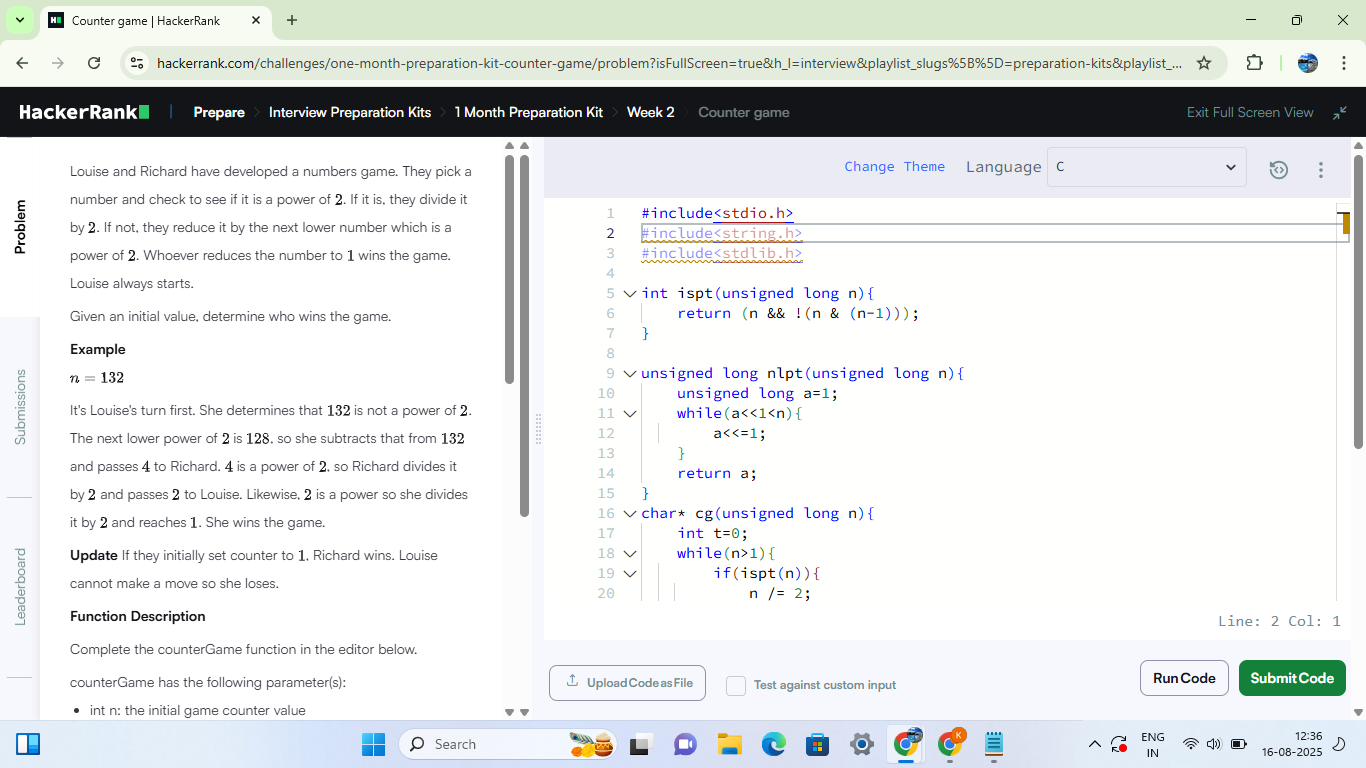 Counter game | HackerRank
hackerrank.com/challenges/one-month-preparation-kit-counter-game/problem?isFullScreen=true&h_l=interview&playlist_slugs%5B%5D=preparation-kits&playlist_...
HackerRank
Prepare
Interview Preparation Kits
1 Month Preparation Kit
Week 2
Counter game
Exit Full Screen View
Problem
Submissions
Leaderboard
Louise and Richard have developed a numbers game. They pick a
number and check to see if it is a power of 2. If it is, they divide it
by 2. If not, they reduce it by the next lower number which is a
power of 2. Whoever reduces the number to 1 wins the game.
Louise always starts.
Given an initial value, determine who wins the game.
Example
n = 132
It's Louise's turn first. She determines that 132 is not a power of 2.
The next lower power of 2 is 128, so she subtracts that from 132
and passes 4 to Richard. 4 is a power of 2, so Richard divides it
by 2 and passes 2 to Louise. Likewise, 2 is a power so she divides
it by 2 and reaches 1. She wins the game.
Update If they initially set counter to 1, Richard wins. Louise
cannot make a move so she loses.
Function Description
Complete the counterGame function in the editor below.
counterGame has the following parameter(s):
• int n: the initial game counter value
Change Theme
Language
C
1 #include<stdio.h>
2 #include<string.h>
3 #include<stdlib.h>
4
5 int ispt(unsigned long n){
6 return (n && !(n & (n-1)));
7 }
8
9 unsigned long nlpt(unsigned long n){
10 unsigned long a=1;
11 while(a<<1<n){
12 a<<=1;
13 }
14 return a;
15 }
16 char* cg(unsigned long n){
17 int t=0;
18 while(n>1){
19 if(ispt(n)){
20 n /= 2;
Line: 2 Col: 1
Upload Code as File
Test against custom input
Run Code
Submit Code
Search
K
ENG
IN
12:36
16-08-2025